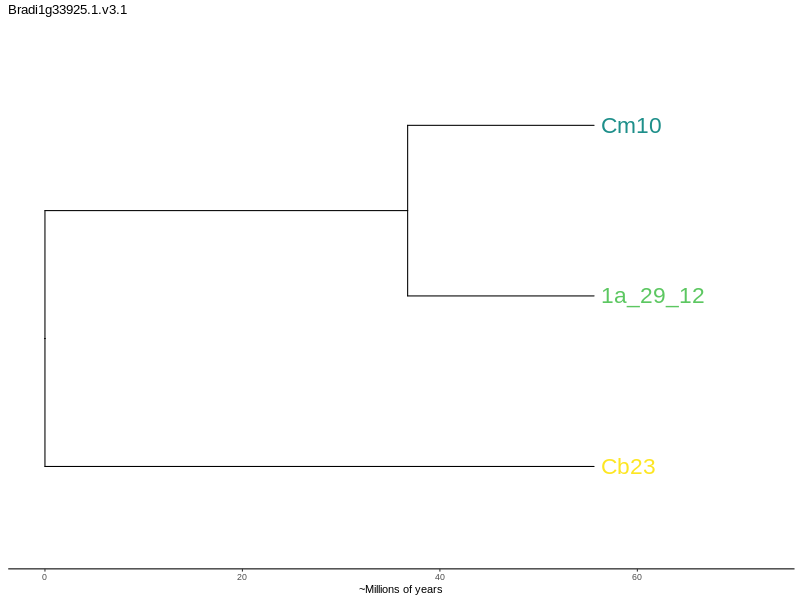 Bradi1g33925.1.v3.1
Cm10
1a_29_12
Cb23
0 20 40 60
~Millions of years